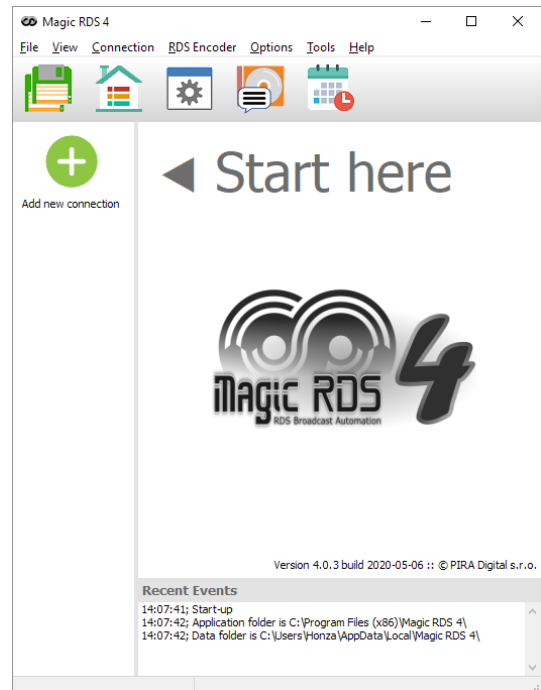 Magic RDS 4
File View Connection RDS Encoder Options Tools Help
Add new connection
Start here
Magic RDS 4
RDS Broadcast Automation
Version 4.0.3 build 2020-05-06 :: © PIRA Digital s.r.o.
Recent Events
14:07:41; Start-up
14:07:42; Application folder is C:\Program Files (x86)\Magic RDS 4\
14:07:42; Data folder is C:\Users\Honza\AppData\Local\Magic RDS 4\